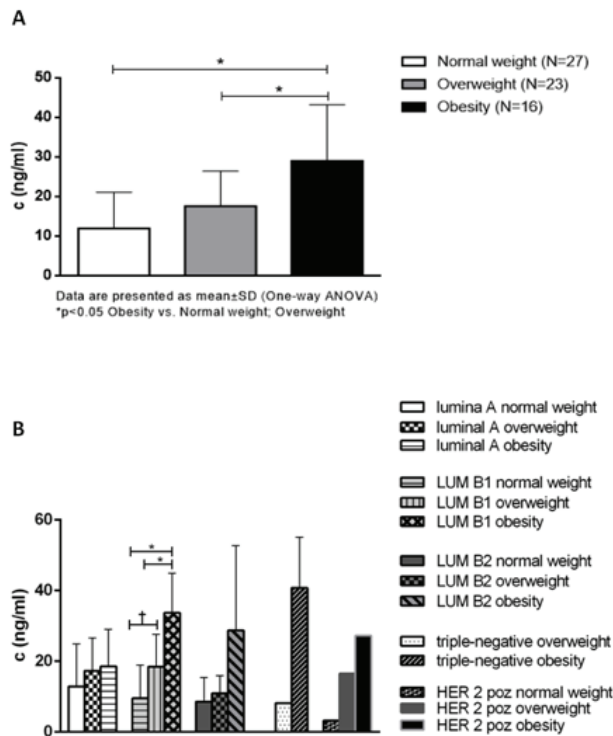 A
Normal weight (N=27)
Overweight (N=23)
Obesity (N=16)
*
*
50
40
30
20
10
0
c (ng/ml)
Data are presented as mean±SD (One-way ANOVA)
*p<0.05 Obesity vs. Normal weight; Overweight
B
lumina A normal weight
luminal A overweight
luminal A obesity
LUM B1 normal weight
LUM B1 overweight
LUM B1 obesity
LUM B2 normal weight
LUM B2 overweight
LUM B2 obesity
triple-negative overweight
triple-negative obesity
HER 2 poz normal weight
HER 2 poz overweight
HER 2 poz obesity
60
40
20
0
c (ng/ml)
*
*
†